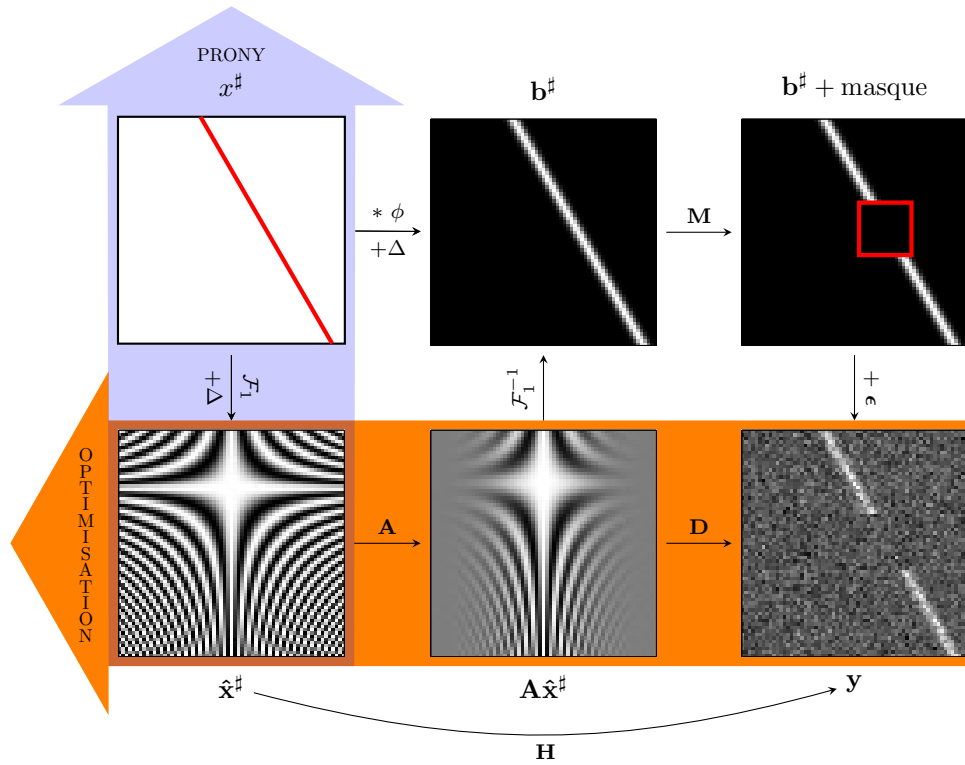 PRONY
x♯
b♯
b♯ + masque
∗ ϕ
+Δ
M
F₁
+Δ
F₁⁻¹
+ ϵ
OPTIMISATION
A
D
x̂♯
Ax̂♯
y
H